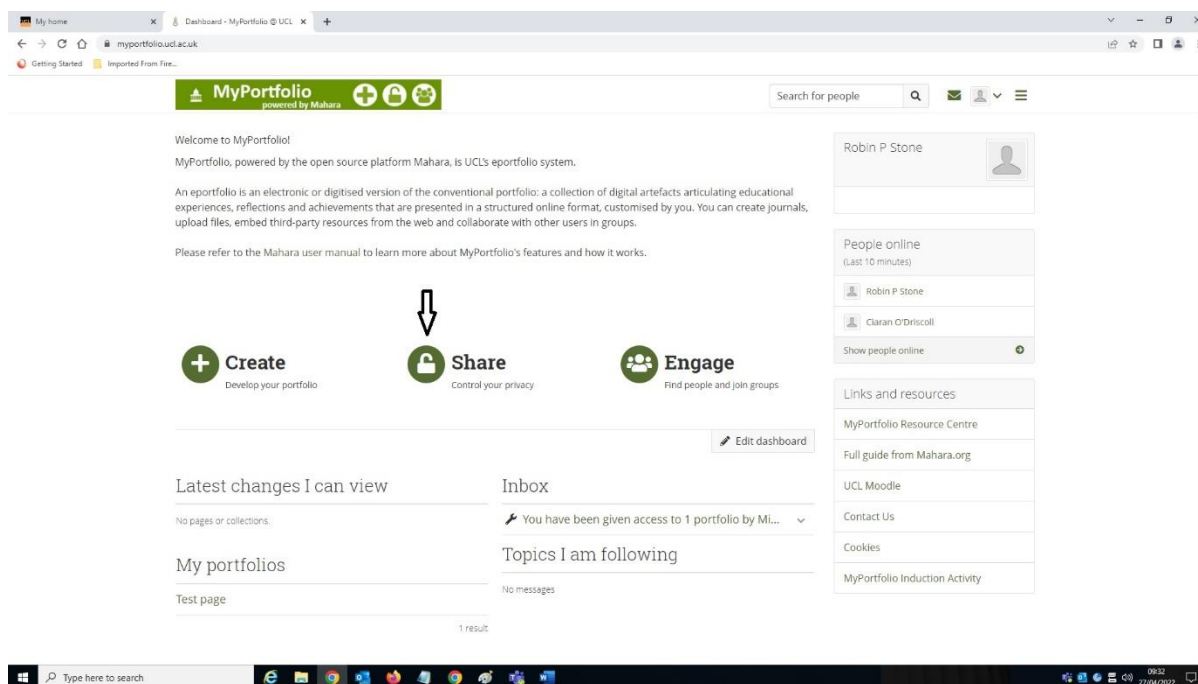 My home
Dashboard - MyPortfolio @ UCL
myportfolio.ucl.ac.uk
Getting Started
Imported From Fire...
MyPortfolio
powered by Mahara
Search for people
Welcome to MyPortfolio!
MyPortfolio, powered by the open source platform Mahara, is UCL's eportfolio system.
An eportfolio is an electronic or digitised version of the conventional portfolio: a collection of digital artefacts articulating educational
experiences, reflections and achievements that are presented in a structured online format, customised by you. You can create journals,
upload files, embed third-party resources from the web and collaborate with other users in groups.
Please refer to the Mahara user manual to learn more about MyPortfolio's features and how it works.
Create
Develop your portfolio
Share
Control your privacy
Engage
Find people and join groups
Edit dashboard
Latest changes I can view
No pages or collections.
My portfolios
Test page
1 result
Inbox
You have been given access to 1 portfolio by Mi...
Topics I am following
No messages
Robin P Stone
People online
(Last 10 minutes)
Robin P Stone
Ciaran O'Driscoll
Show people online
Links and resources
MyPortfolio Resource Centre
Full guide from Mahara.org
UCL Moodle
Contact Us
Cookies
MyPortfolio Induction Activity
Type here to search
09:32
27/04/2022